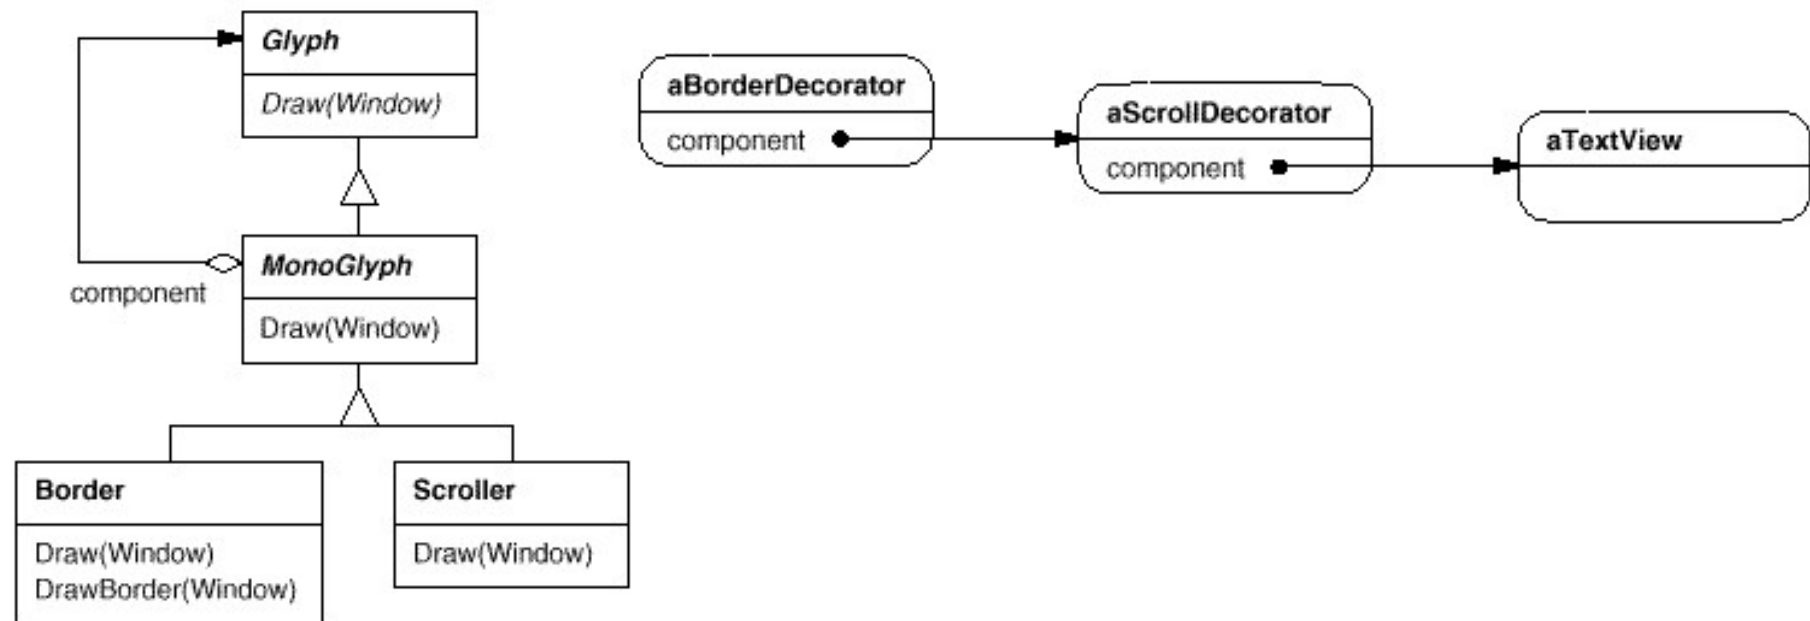 Glyph
Draw(Window)
component
MonoGlyph
Draw(Window)
Border
Draw(Window)
DrawBorder(Window)
Scroller
Draw(Window)
aBorderDecorator
component
aScrollDecorator
component
aTextView